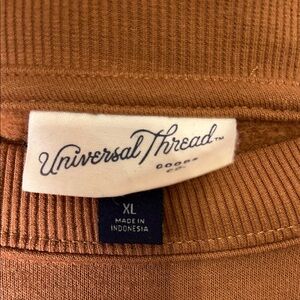 Universal Thread™
GOODS
CO.
XL
MADE IN
INDONESIA